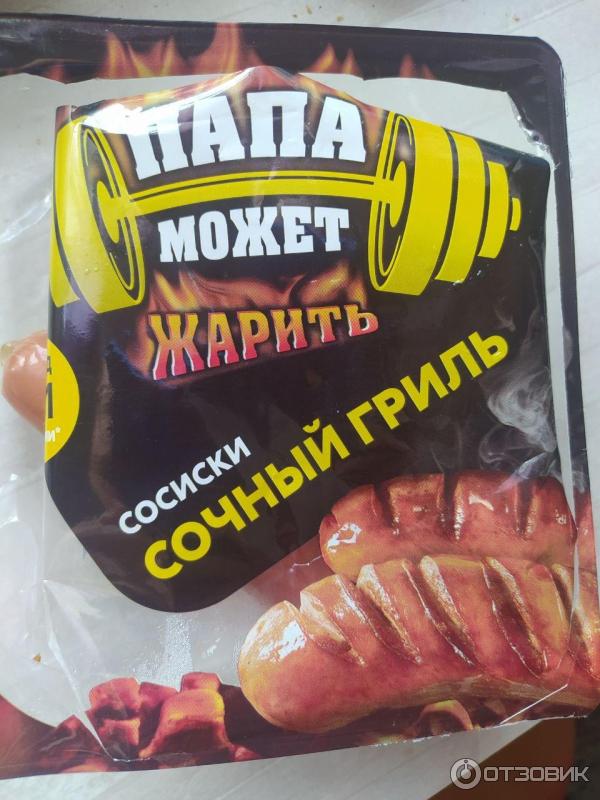 ПАПА
МОЖЕТ
ЖАРИТЬ
СОСИСКИ
СОЧНЫЙ ГРИЛЬ
ОТЗОВИК